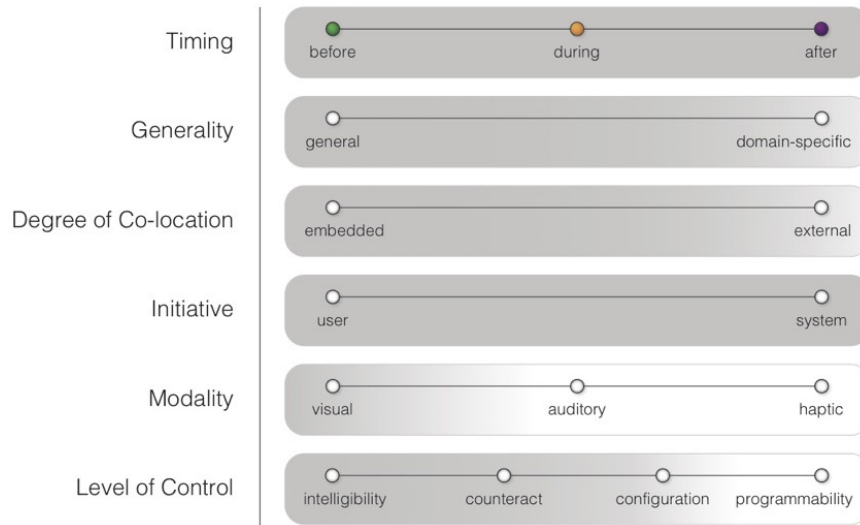 Timing
before during after
Generality
general domain-specific
Degree of Co-location
embedded external
Initiative
user system
Modality
visual auditory haptic
Level of Control
intelligibility counteract configuration programmability